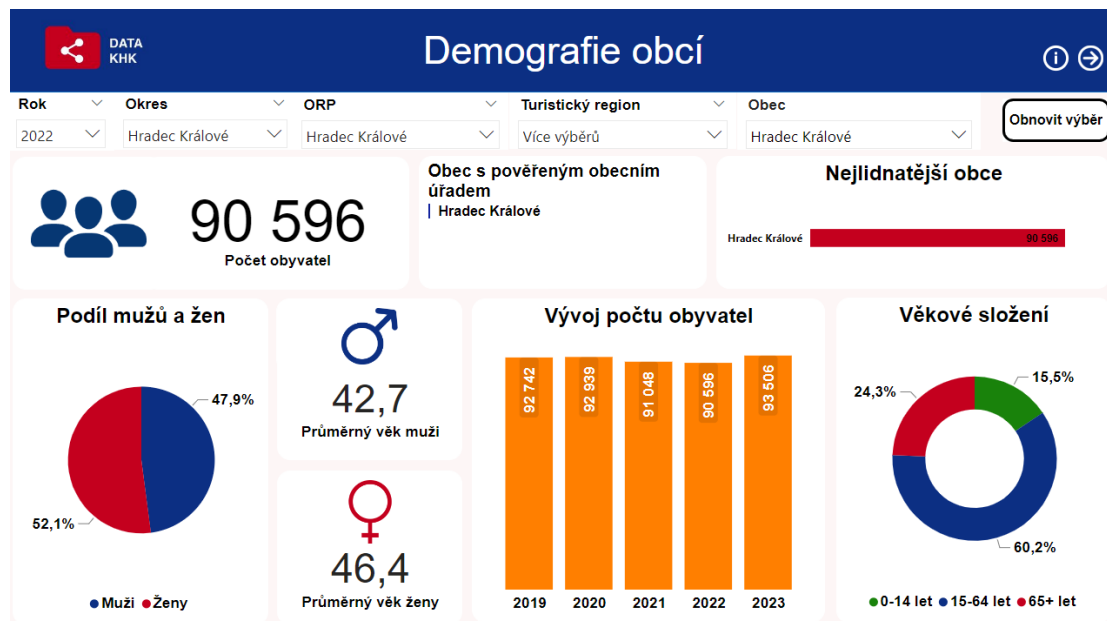 DATA
KHK
Demografie obcí
Rok
Okres
ORP
Turistický region
Obec
2022
Hradec Králové
Hradec Králové
Více výběrů
Hradec Králové
Obnovit výběr
90 596
Počet obyvatel
Obec s pověřeným obecním
úřadem
Hradec Králové
Nejlidnatější obce
Hradec Králové
90 596
Podíl mužů a žen
47,9%
52,1%
Muži
Ženy
42,7
Průměrný věk muži
46,4
Průměrný věk ženy
Vývoj počtu obyvatel
92 742
92 939
91 048
90 596
93 506
2019
2020
2021
2022
2023
Věkové složení
15,5%
24,3%
60,2%
0-14 let
15-64 let
65+ let